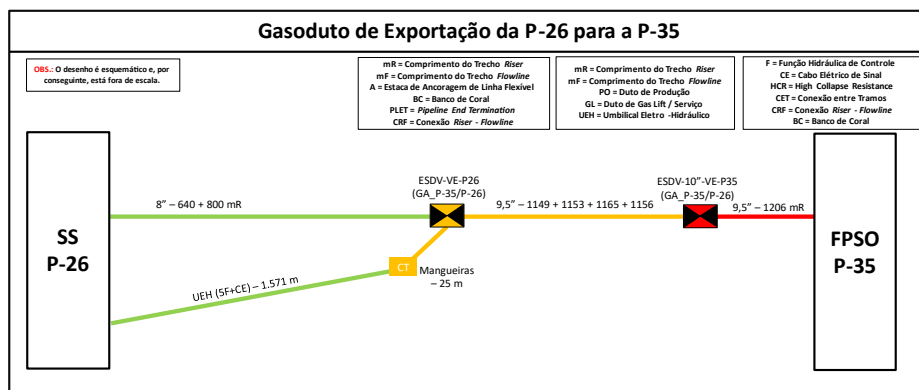 Gasoduto de Exportação da P-26 para a P-35
OBS.: O desenho é esquemático e, por
conseguinte, está fora de escala.
mR = Comprimento do Trecho Riser
mF = Comprimento do Trecho Flowline
A = Estaca de Ancoragem de Linha Flexível
BC = Banco de Coral
PLET = Pipeline End Termination
CRF = Conexão Riser - Flowline
mR = Comprimento do Trecho Riser
mF = Comprimento do Trecho Flowline
PO = Duto de Produção
GL = Duto de Gas Lift / Serviço
UEH = Umbilical Eletro -Hidráulico
F = Função Hidráulica de Controle
CE = Cabo Elétrico de Sinal
HCR = High Collapse Resistance
CET = Conexão entre Tramos
CRF = Conexão Riser - Flowline
BC = Banco de Coral
SS
P-26
8” – 640 + 800 mR
ESDV-VE-P26
(GA_P-35/P-26)
9,5” – 1149 + 1153 + 1165 + 1156
ESDV-10”-VE-P35
(GA_P-35/P-26)
9,5” – 1206 mR
FPSO
P-35
UEH (5F+CE) – 1.571 m
CT
Mangueiras
– 25 m